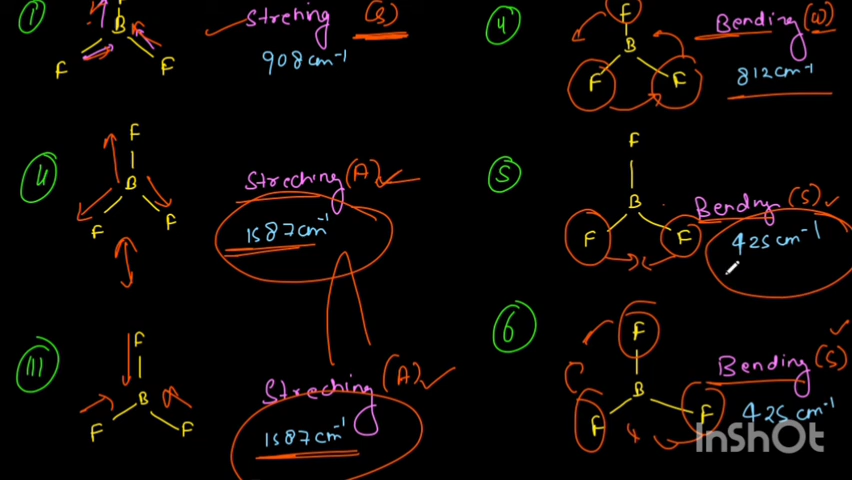 ① B Streching (s)
F F 908 cm⁻¹
④ F Bending (w)
B
F F 812 cm⁻¹
II F
B Streching (A)
F F 1587 cm⁻¹
5 F
B Bending (S)
F F 425 cm⁻¹
III F
B Streching (A)
F F 1587 cm⁻¹
6 F
B Bending (S)
F F 425 cm⁻¹
InShOt